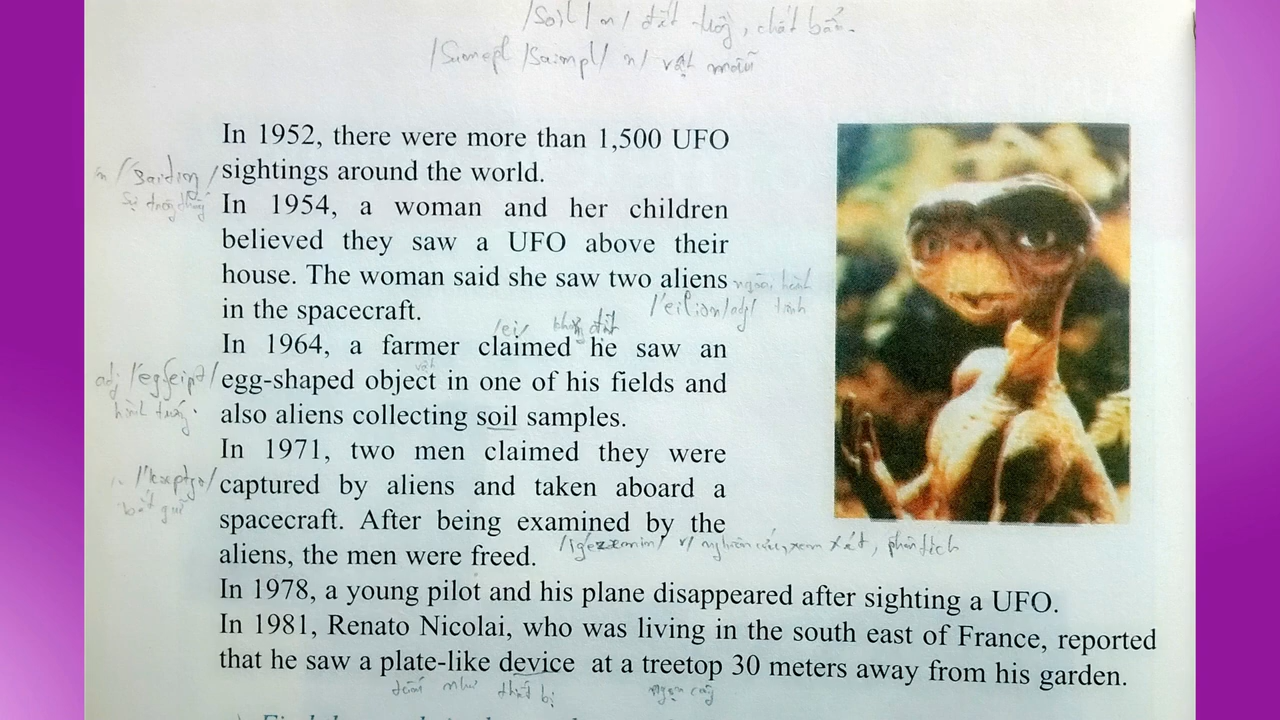 /Soil/ n/ đất trồng, chất bẩn.
/Saimpl/ n/ vật mẫu
In 1952, there were more than 1,500 UFO
sightings around the world.
In 1954, a woman and her children
believed they saw a UFO above their
house. The woman said she saw two aliens
in the spacecraft.
In 1964, a farmer claimed he saw an
egg-shaped object in one of his fields and
also aliens collecting soil samples.
In 1971, two men claimed they were
captured by aliens and taken aboard a
spacecraft. After being examined by the
aliens, the men were freed.
In 1978, a young pilot and his plane disappeared after sighting a UFO.
In 1981, Renato Nicolai, who was living in the south east of France, reported
that he saw a plate-like device at a treetop 30 meters away from his garden.
thiết bị
ngọn cây